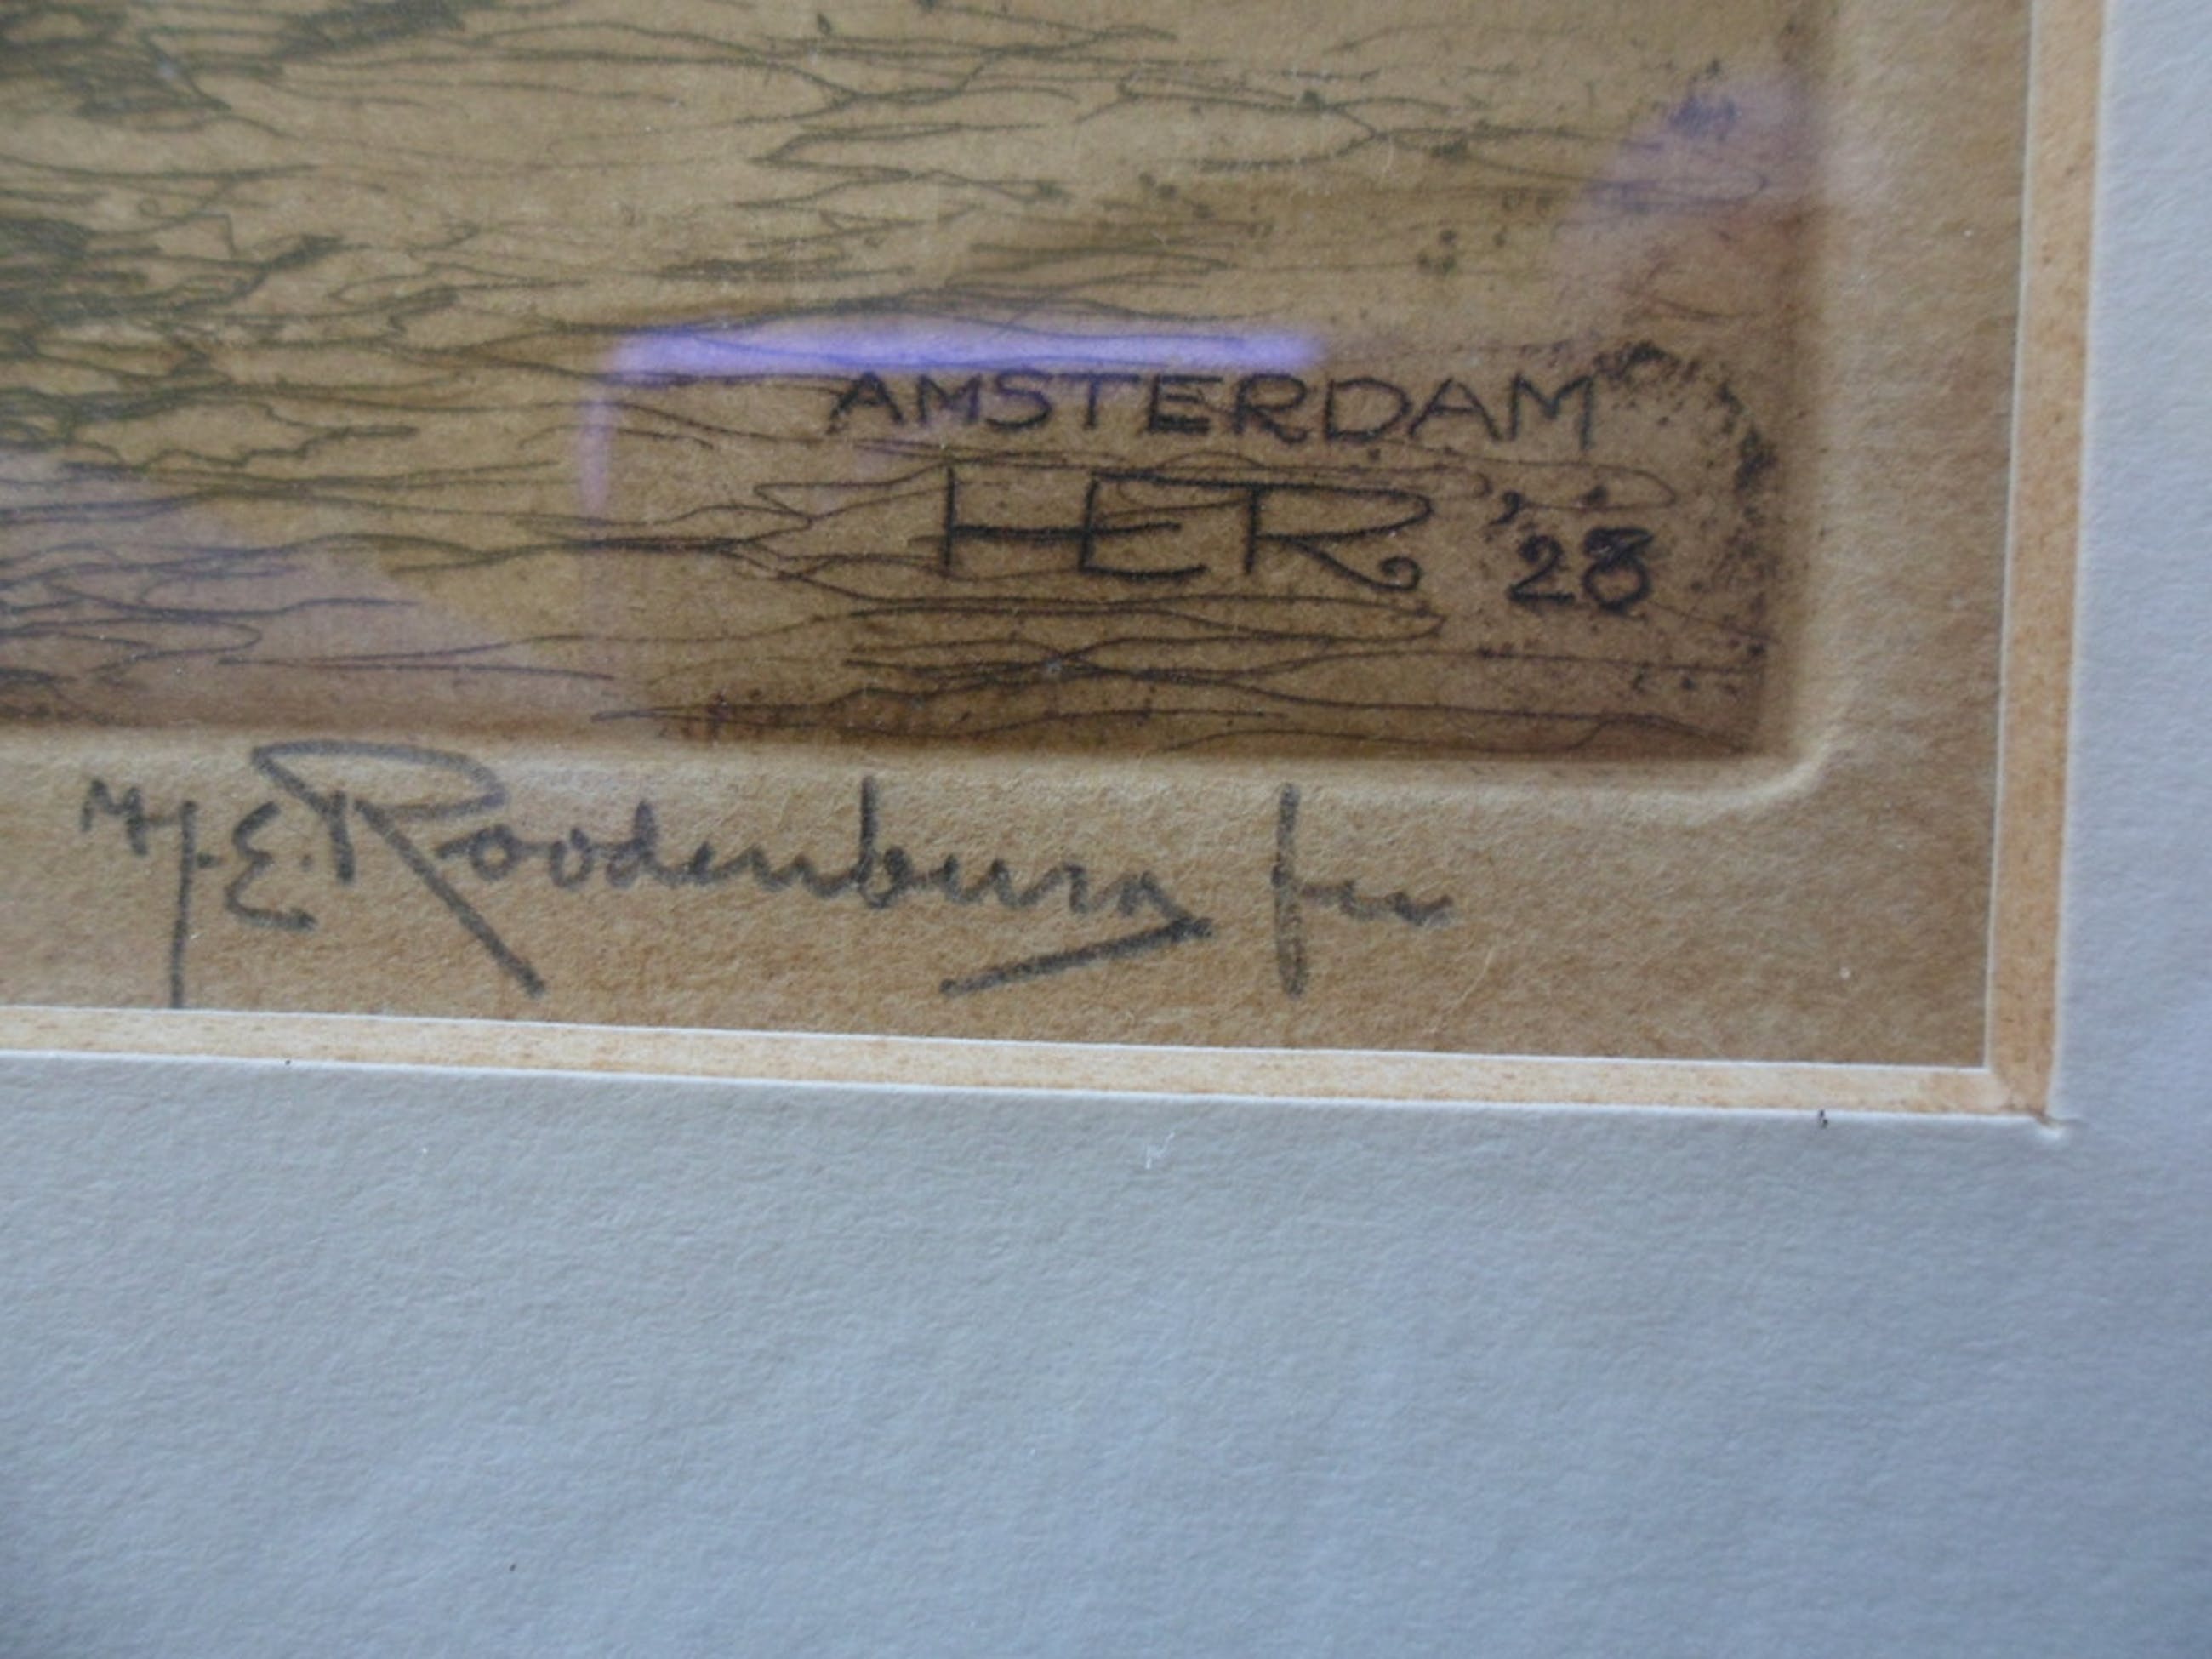 AMSTERDAM
HER '28
H.E. Roodenburg fec